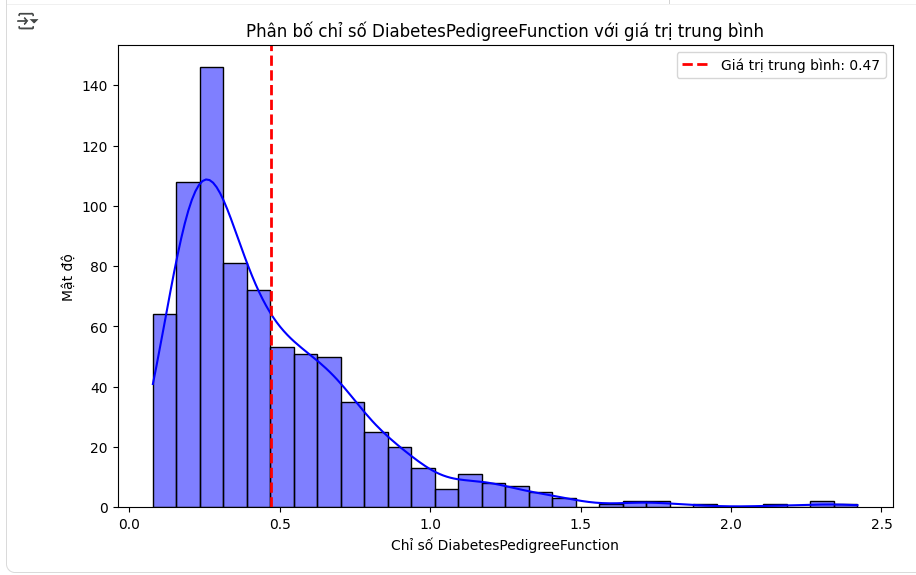 Phân bố chỉ số DiabetesPedigreeFunction với giá trị trung bình
Giá trị trung bình: 0.47
140
120
100
80
60
40
20
0
Mật độ
0.0 0.5 1.0 1.5 2.0 2.5
Chỉ số DiabetesPedigreeFunction